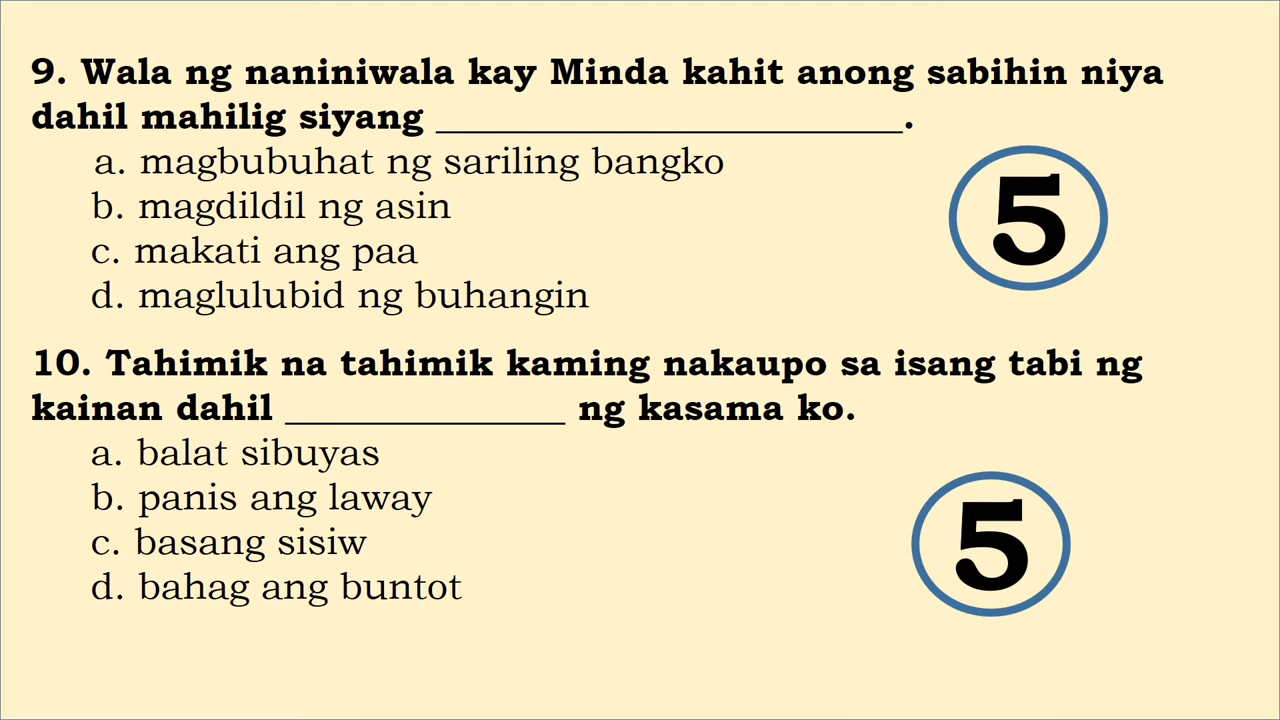 9. Wala ng naniniwala kay Minda kahit anong sabihin niya
dahil mahilig siyang _________________________.
a. magbubuhat ng sariling bangko
b. magdildil ng asin
c. makati ang paa
d. maglulubid ng buhangin
5
10. Tahimik na tahimik kaming nakaupo sa isang tabi ng
kainan dahil _______________ ng kasama ko.
a. balat sibuyas
b. panis ang laway
c. basang sisiw
d. bahag ang buntot
5